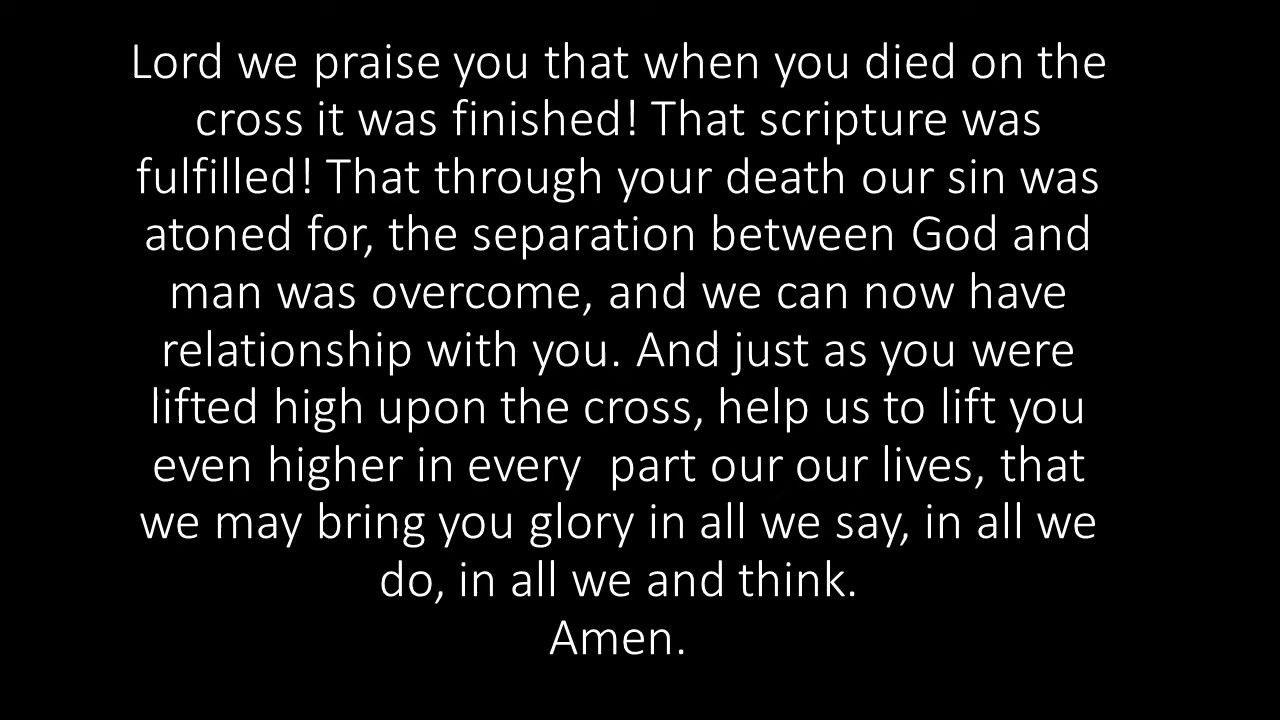 Lord we praise you that when you died on the
cross it was finished! That scripture was
fulfilled! That through your death our sin was
atoned for, the separation between God and
man was overcome, and we can now have
relationship with you. And just as you were
lifted high upon the cross, help us to lift you
even higher in every  part our our lives, that
we may bring you glory in all we say, in all we
do, in all we and think.
Amen.